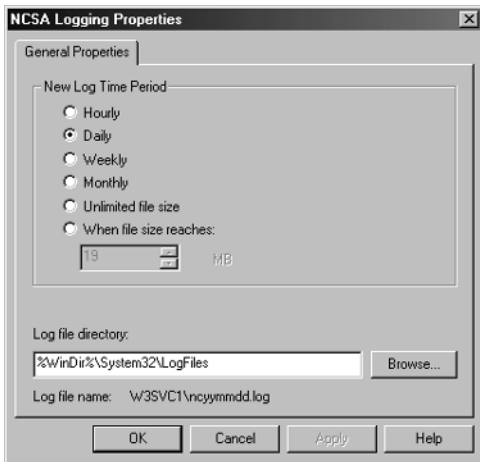 NCSA Logging Properties
General Properties
New Log Time Period
Hourly
Daily
Weekly
Monthly
Unlimited file size
When file size reaches:
19 MB
Log file directory:
%WinDir%\System32\LogFiles Browse...
Log file name: W3SVC1\ncyymmdd.log
OK Cancel Apply Help